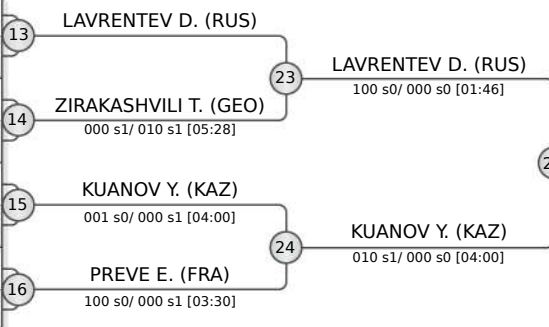 LAVRENTEV D. (RUS)
13
23
LAVRENTEV D. (RUS)
100 s0/ 000 s0 [01:46]
ZIRAKASHVILI T. (GEO)
14
000 s1/ 010 s1 [05:28]
KUANOV Y. (KAZ)
15
001 s0/ 000 s1 [04:00]
24
KUANOV Y. (KAZ)
010 s1/ 000 s0 [04:00]
PREVE E. (FRA)
16
100 s0/ 000 s1 [03:30]